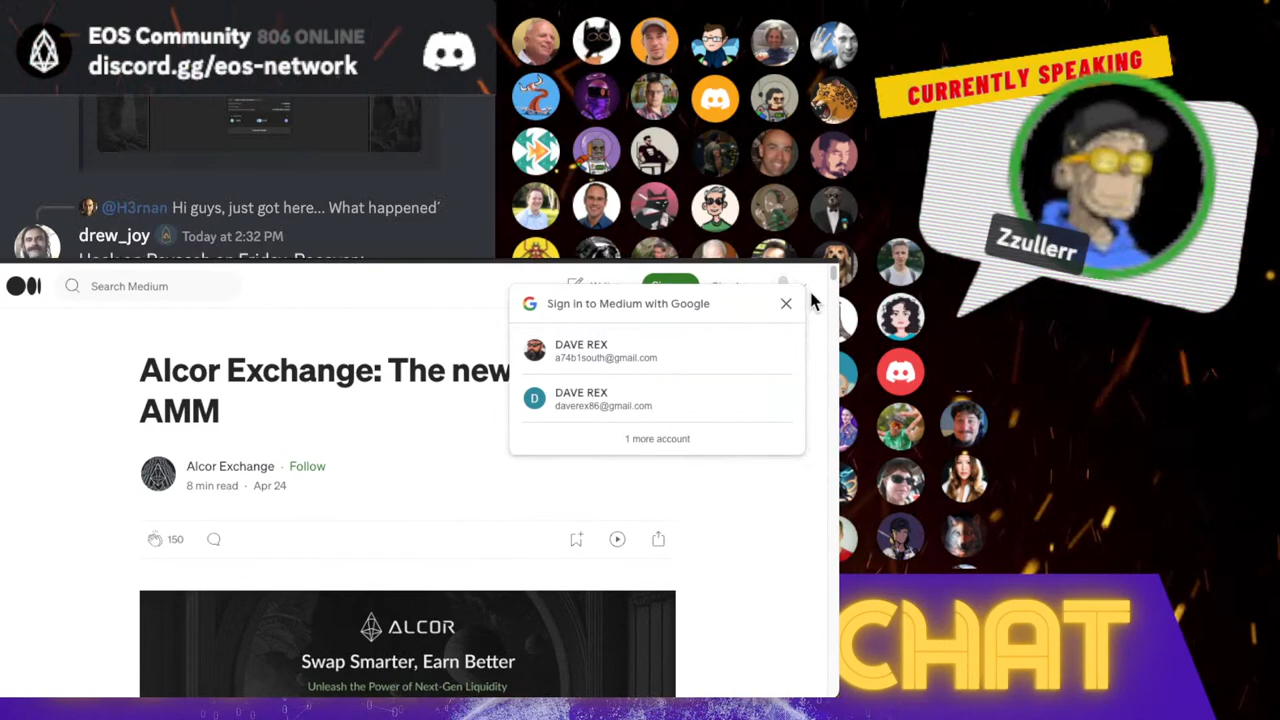 EOS Community 806 ONLINE
discord.gg/eos-network
@H3rnan Hi guys, just got here... What happened
drew_joy Today at 2:32 PM
CURRENTLY SPEAKING
Zzullerr
Search Medium
Sign in to Medium with Google
DAVE REX
a74b1south@gmail.com
D
DAVE REX
daverex86@gmail.com
1 more account
Alcor Exchange: The new
AMM
Alcor Exchange · Follow
8 min read · Apr 24
150
ALCOR
Swap Smarter, Earn Better
Unleash the Power of Next-Gen Liquidity
CHAT